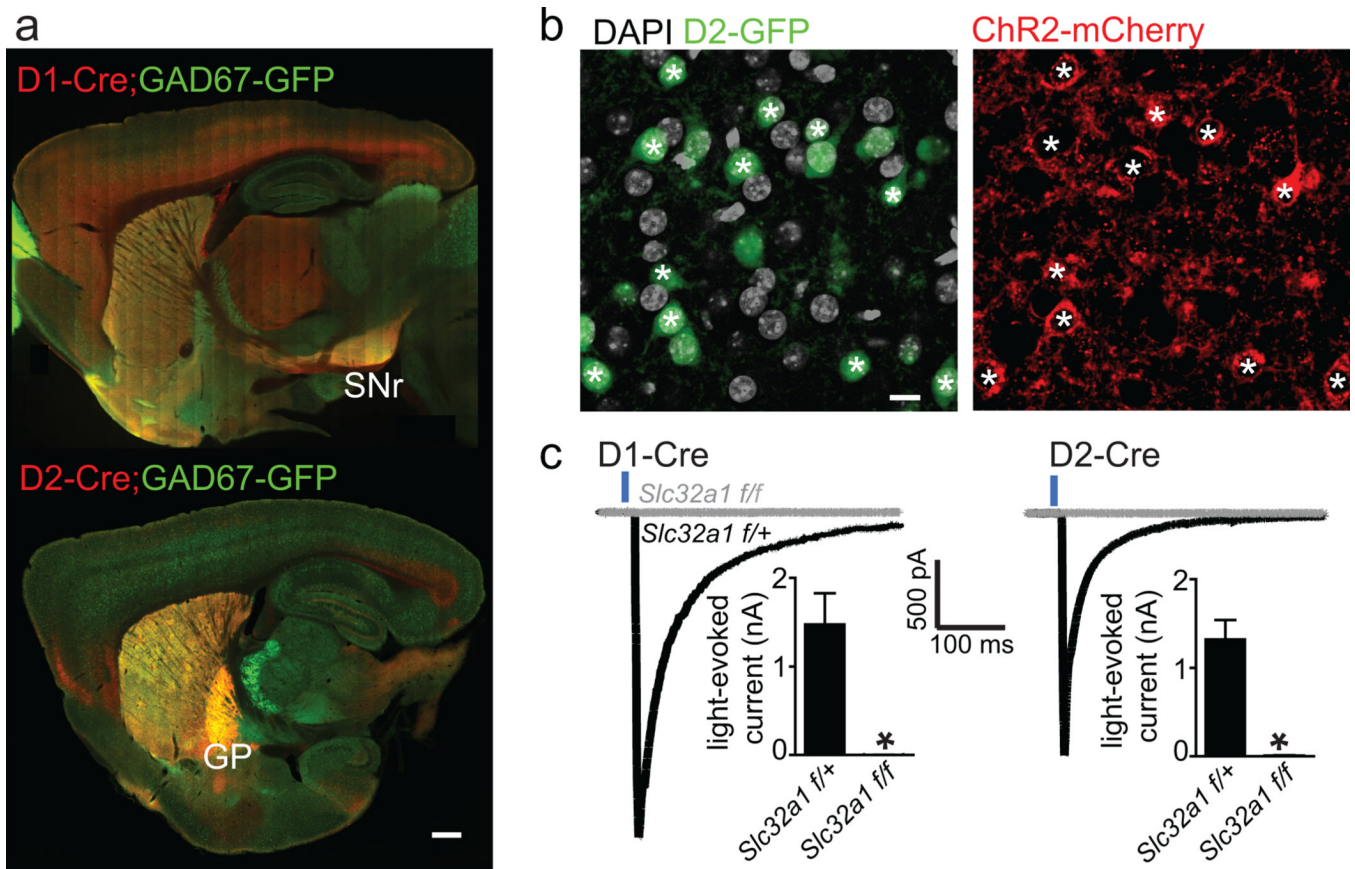 a
D1-Cre;GAD67-GFP
SNr
D2-Cre;GAD67-GFP
GP
b
DAPI D2-GFP
ChR2-mCherry
* * * * * * * * * * *
* * * * * * * * * * *
c
D1-Cre
Slc32a1 f/f
Slc32a1 f/+
light-evoked
current (nA)
2
1
0
*
Slc32a1 f/+
Slc32a1 f/f
500 pA
100 ms
D2-Cre
light-evoked
current (nA)
2
1
0
*
Slc32a1 f/+
Slc32a1 f/f